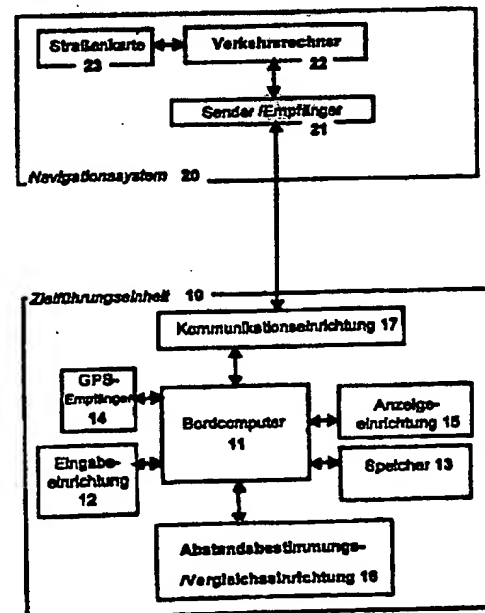 Straßenkarte
23
Verkehrsrechner
22
Sender /Empfänger
21
Navigationssystem 20
Zielführungseinheit 10
Kommunikationseinrichtung 17
GPS-
Empfänger
14
Bordcomputer
11
Anzeige-
einrichtung 15
Eingabe-
einrichtung
12
Speicher 13
Abstandsbestimmungs-
/Vergleichseinrichtung 16